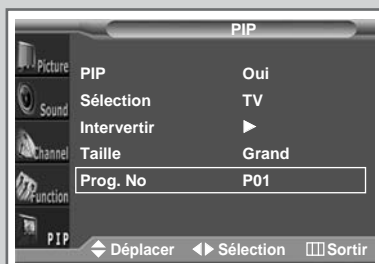 PIP
Picture
Sound
Channel
Function
PIP
PIP Oui
Sélection TV
Intervertir ►
Taille Grand
Prog. No P01
Déplacer Sélection Sortir